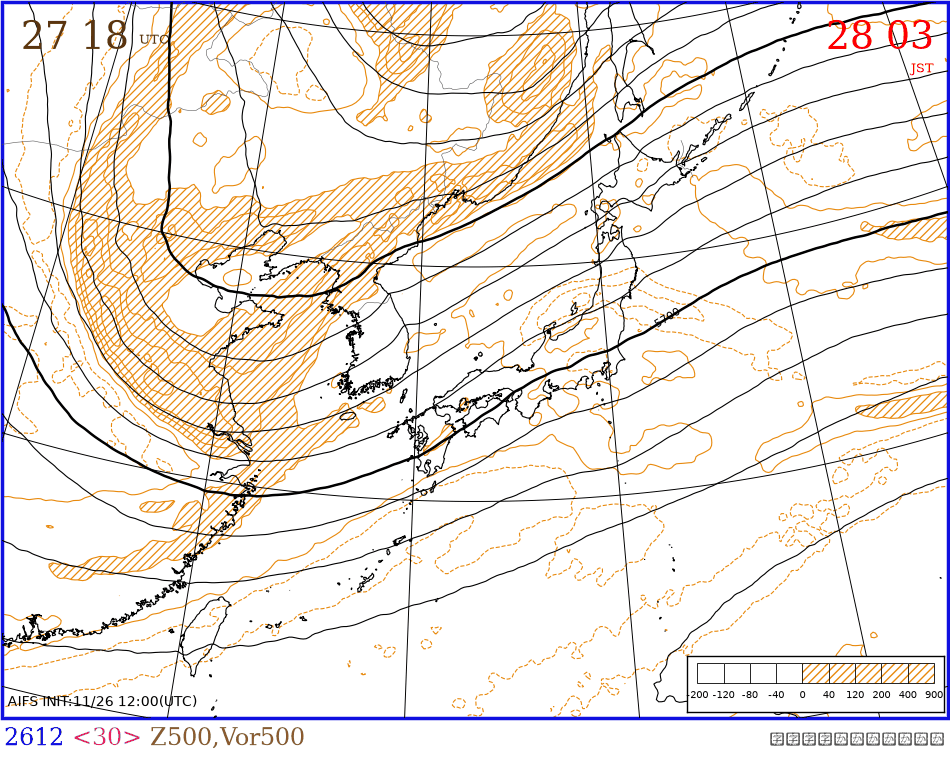 27 18 UTC
28 03
JST
5700
AIFS INIT:11/26 12:00(UTC)
-200 -120 -80 -40 0 40 120 200 400 900
2612 <30> Z500,Vor500